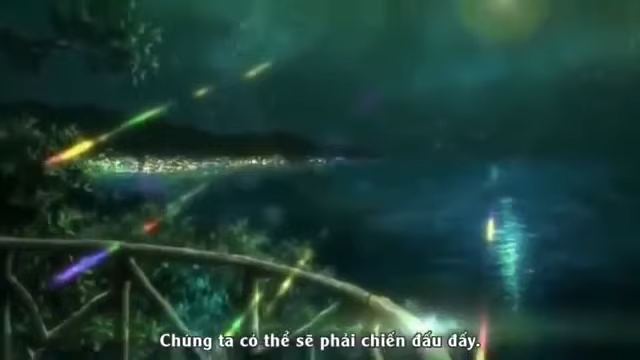 Chúng ta có thể sẽ phải chiến đấu đấy.